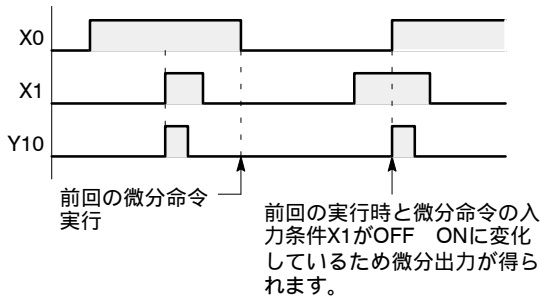 X0
X1
Y10
前回の微分命令
実行
前回の実行時と微分命令の入
力条件X1がOFF　ONに変化
しているため微分出力が得ら
れます。